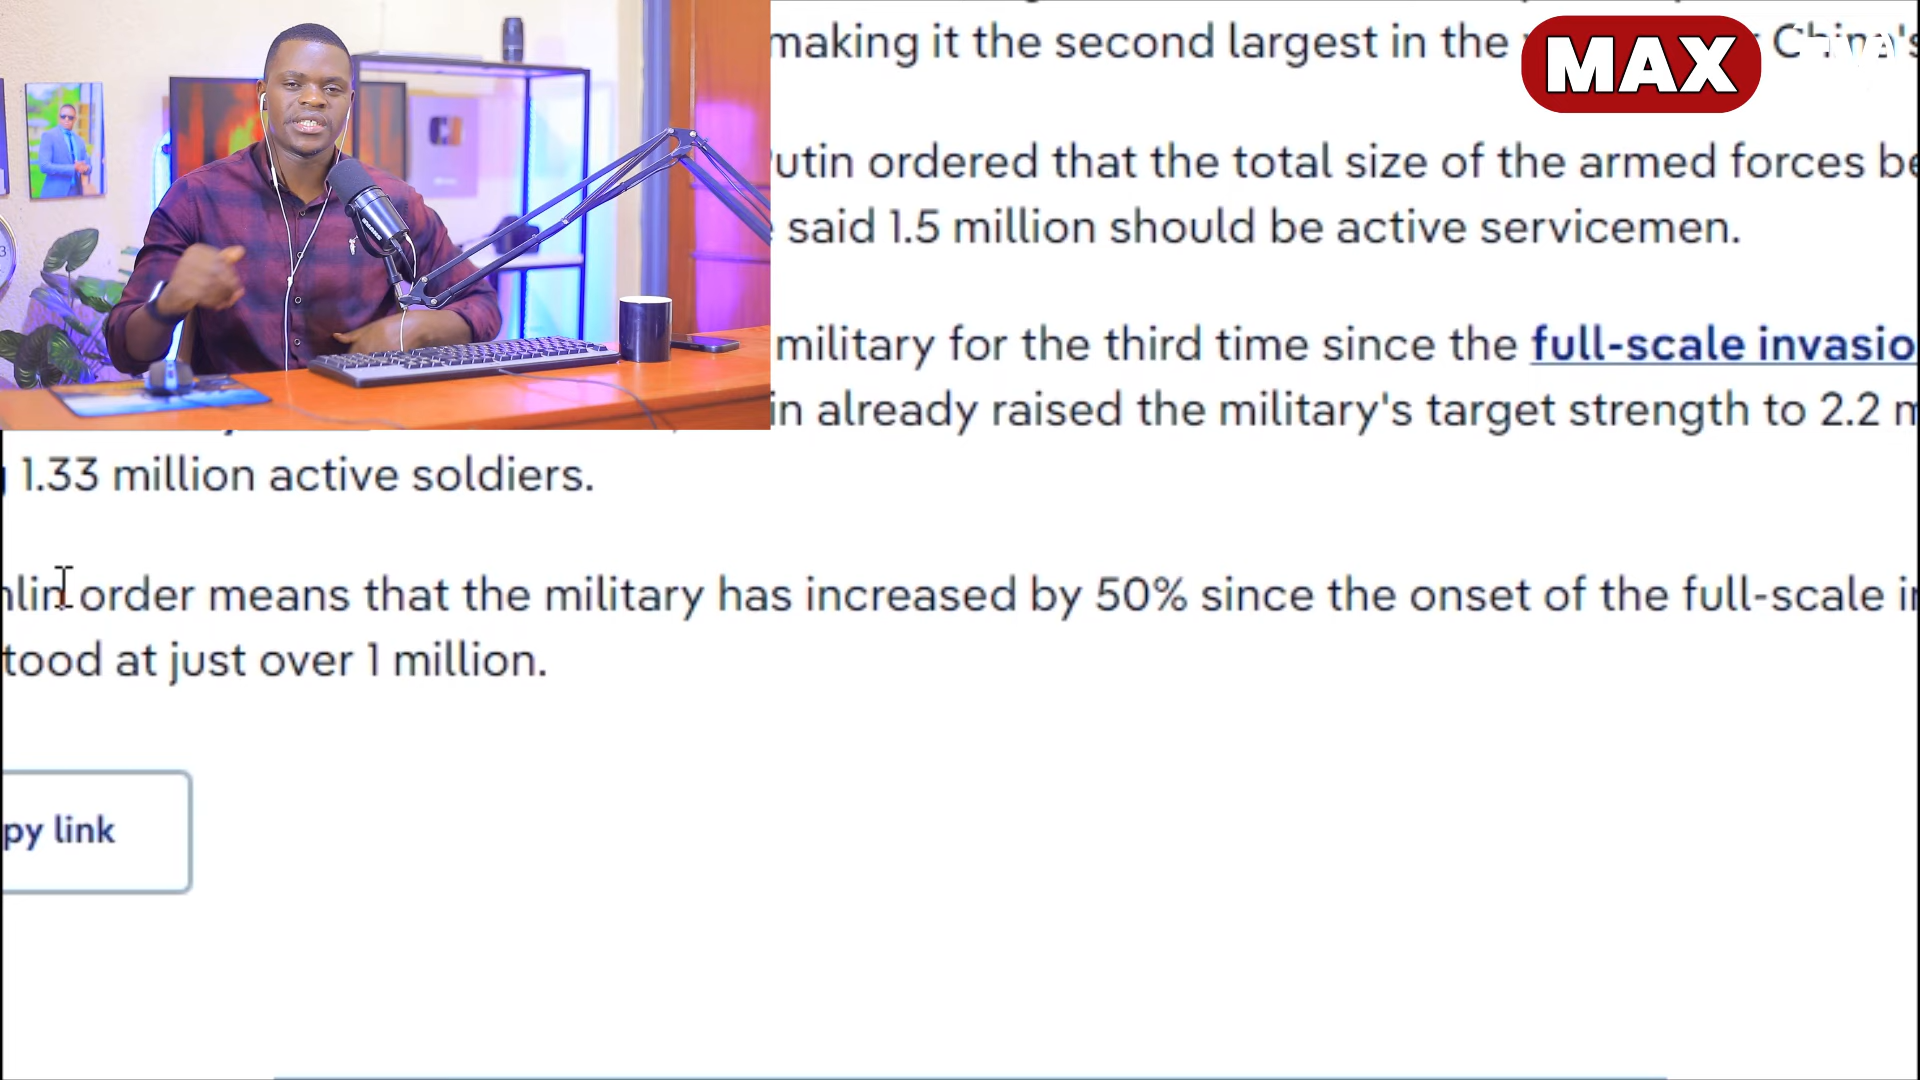 making it the second largest in the
MAX
China's
utin ordered that the total size of the armed forces be
said 1.5 million should be active servicemen.
military for the third time since the full-scale invasio
in already raised the military's target strength to 2.2 m
1.33 million active soldiers.
lin order means that the military has increased by 50% since the onset of the full-scale in
tood at just over 1 million.
py link